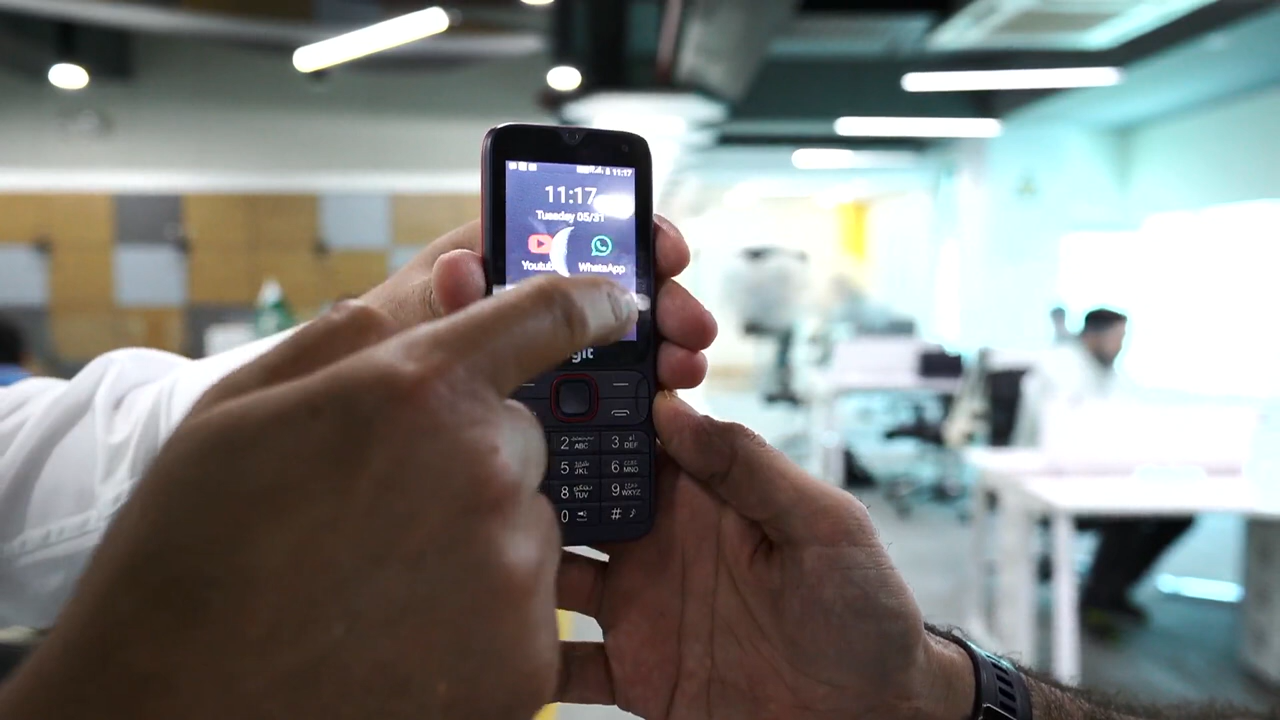 11:17
11:17
Tuesday 05/31
WhatsApp
git
2 ABC
3 DEF
5 JKL
6 MNO
8 TUV
9 WXYZ
0
#